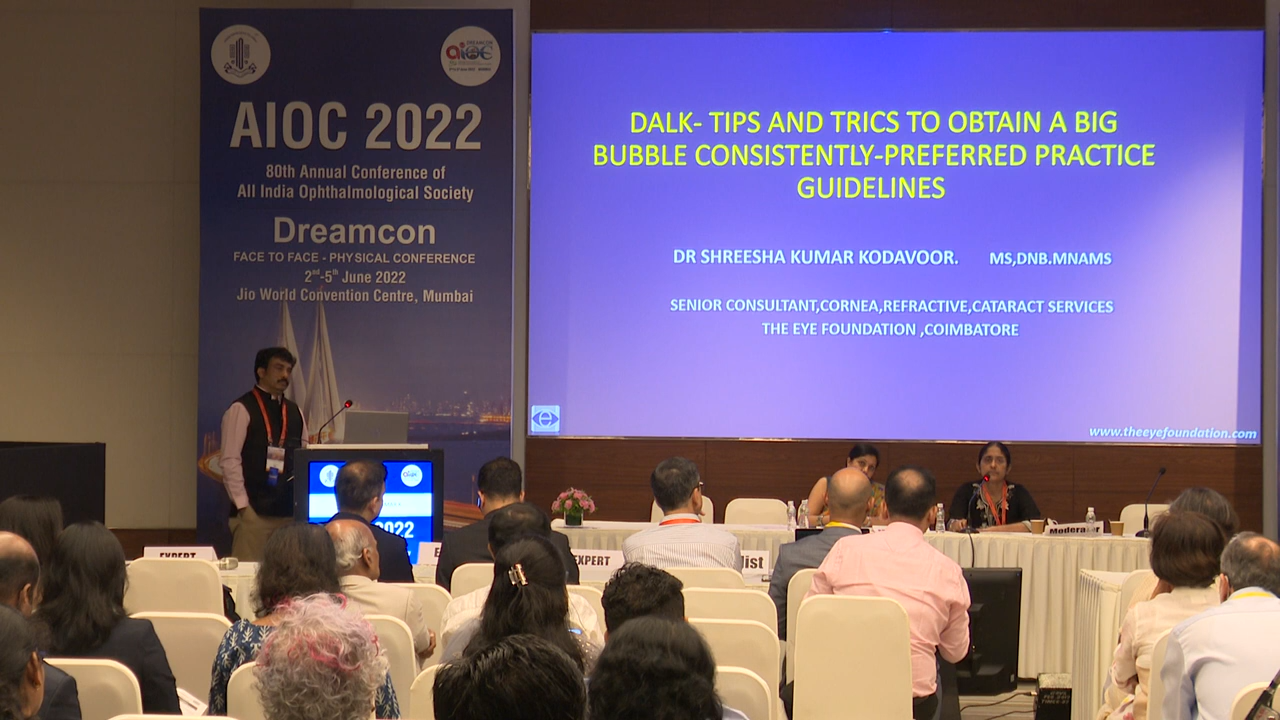 AIOC 2022
80th Annual Conference of
All India Ophthalmological Society
Dreamcon
FACE TO FACE - PHYSICAL CONFERENCE
2nd-5th June 2022
Jio World Convention Centre, Mumbai
DALK- TIPS AND TRICS TO OBTAIN A BIG
BUBBLE CONSISTENTLY-PREFERRED PRACTICE
GUIDELINES
DR SHREESHA KUMAR KODAVOOR. MS,DNB.MNAMS
SENIOR CONSULTANT,CORNEA,REFRACTIVE,CATARACT SERVICES
THE EYE FOUNDATION ,COIMBATORE
e
www.theeyefoundation.com
EXPERT
2022
EXPERT
list
Moderator